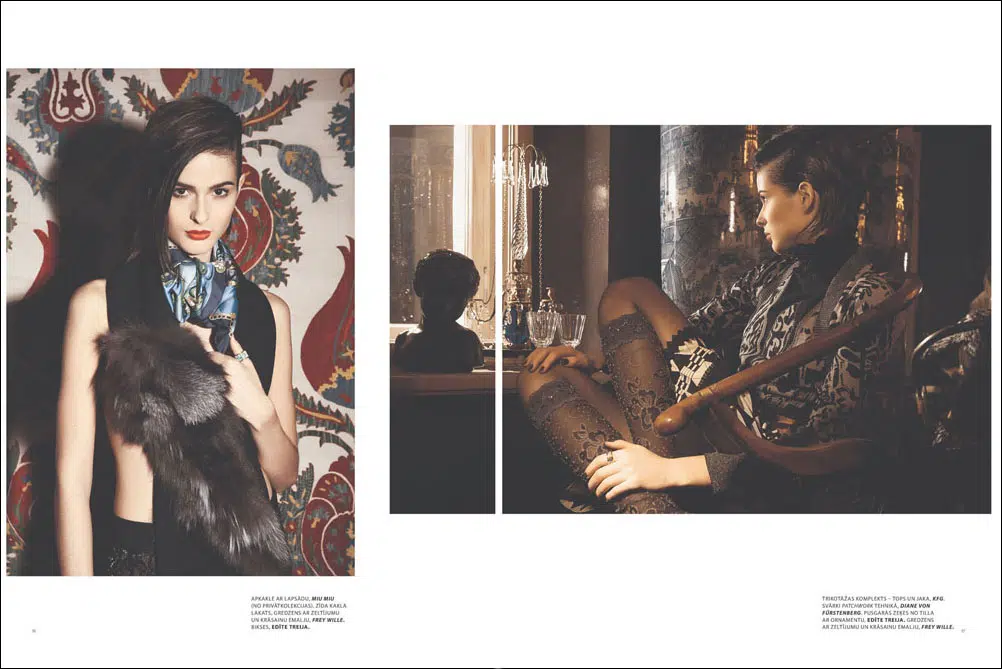 APKAKLE AR LAPSĀDU, MIU MIU
(NO PRIVĀTKOLEKCIJAS). ZĪDA KAKLA
LAKATS, GREDZENS AR ZELTĪJUMU
UN KRĀSAINU EMALJU, FREY WILLE.
BIKSES, EDĪTE TREIJA.
TRIKOTĀŽAS KOMPLEKTS – TOPS UN JAKA, KFG.
SVĀRKI PATCHWORK TEHNIKĀ, DIANE VON
FÜRSTENBERG. PUSGARĀS ZEĶES NO TILLA
AR ORNAMENTU, EDĪTE TREIJA. GREDZENS
AR ZELTĪJUMU UN KRĀSAINU EMALJU, FREY WILLE.